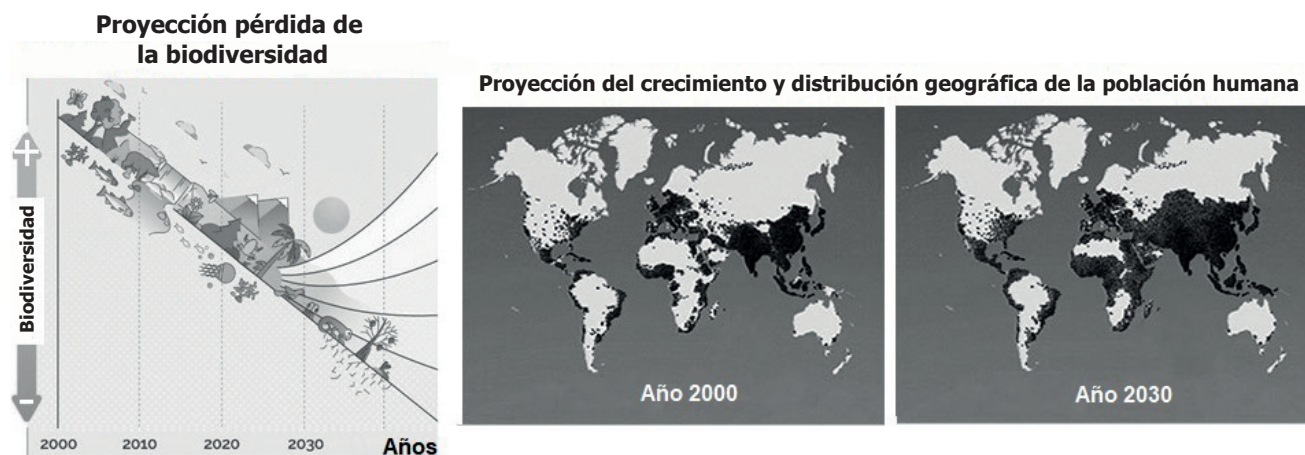 Proyección pérdida de
la biodiversidad
Biodiversidad
+
-
2000 2010 2020 2030 Años
Proyección del crecimiento y distribución geográfica de la población humana
Año 2000
Año 2030